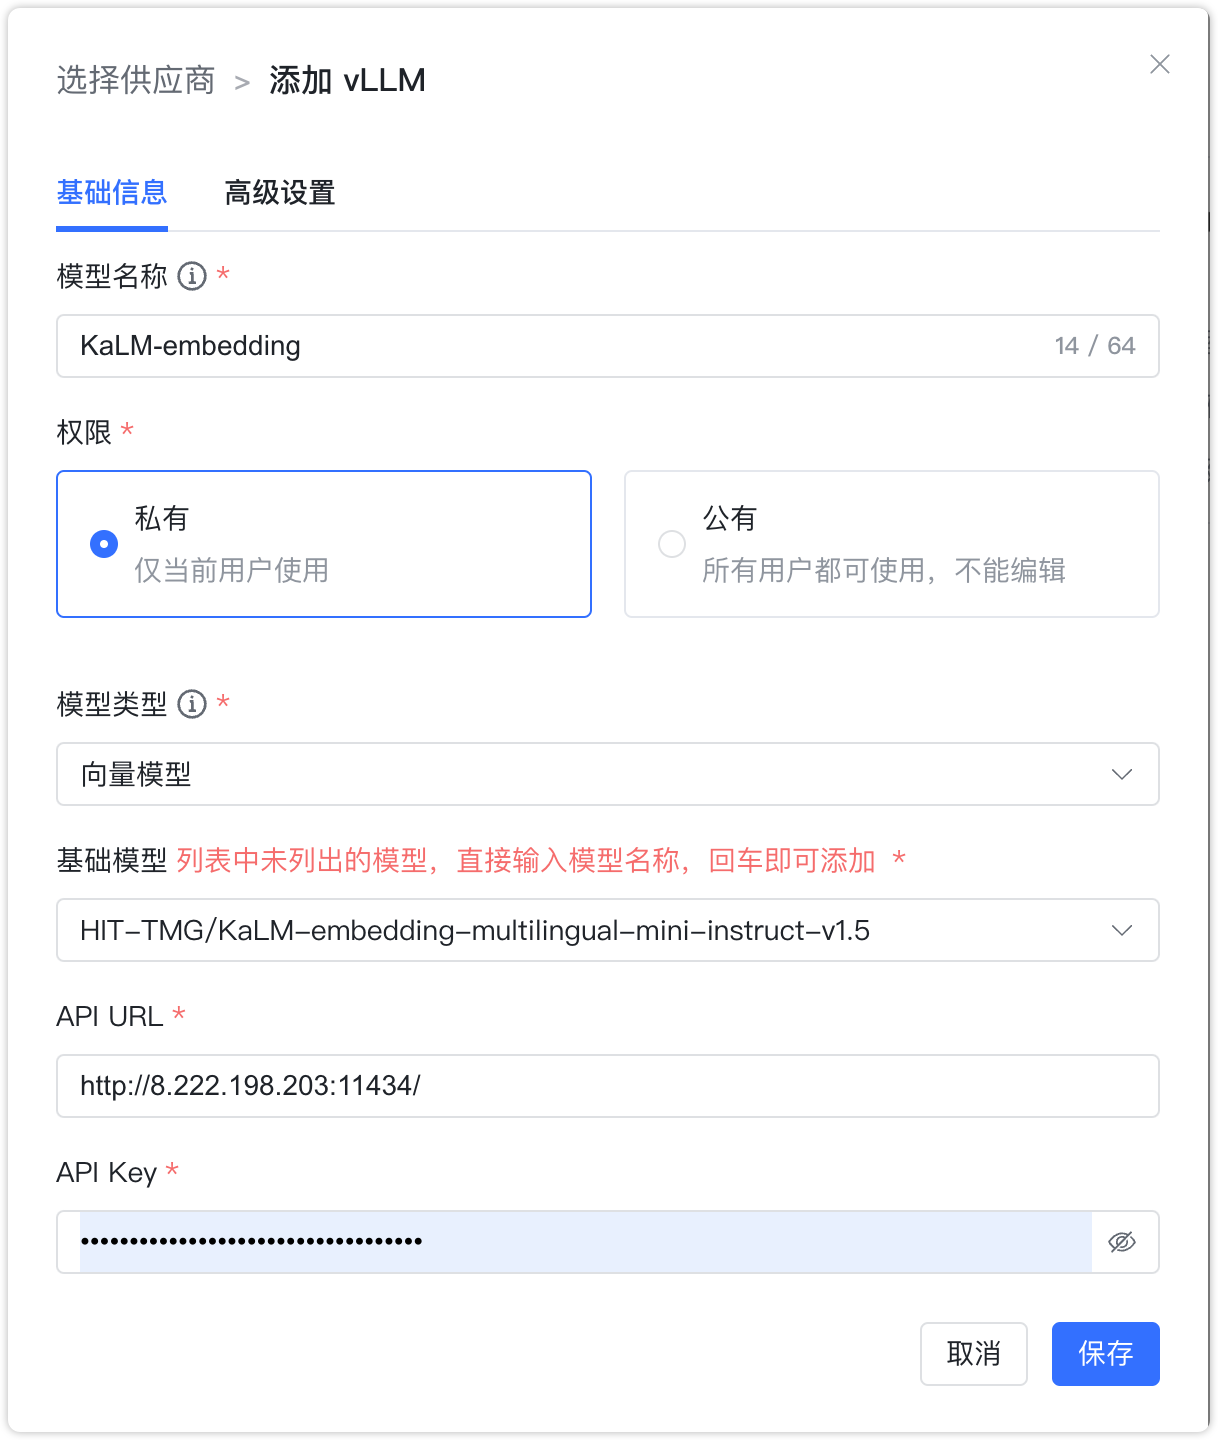 选择供应商 > 添加 vLLM
基础信息 高级设置
模型名称 *
KaLM-embedding 14 / 64
权限 *
私有
仅当前用户使用
公有
所有用户都可使用，不能编辑
模型类型 *
向量模型
基础模型 列表中未列出的模型，直接输入模型名称，回车即可添加 *
HIT-TMG/KaLM-embedding-multilingual-mini-instruct-v1.5
API URL *
http://8.222.198.203:11434/
API Key *
•••••••••••••••••••••••••••••••••••
取消 保存